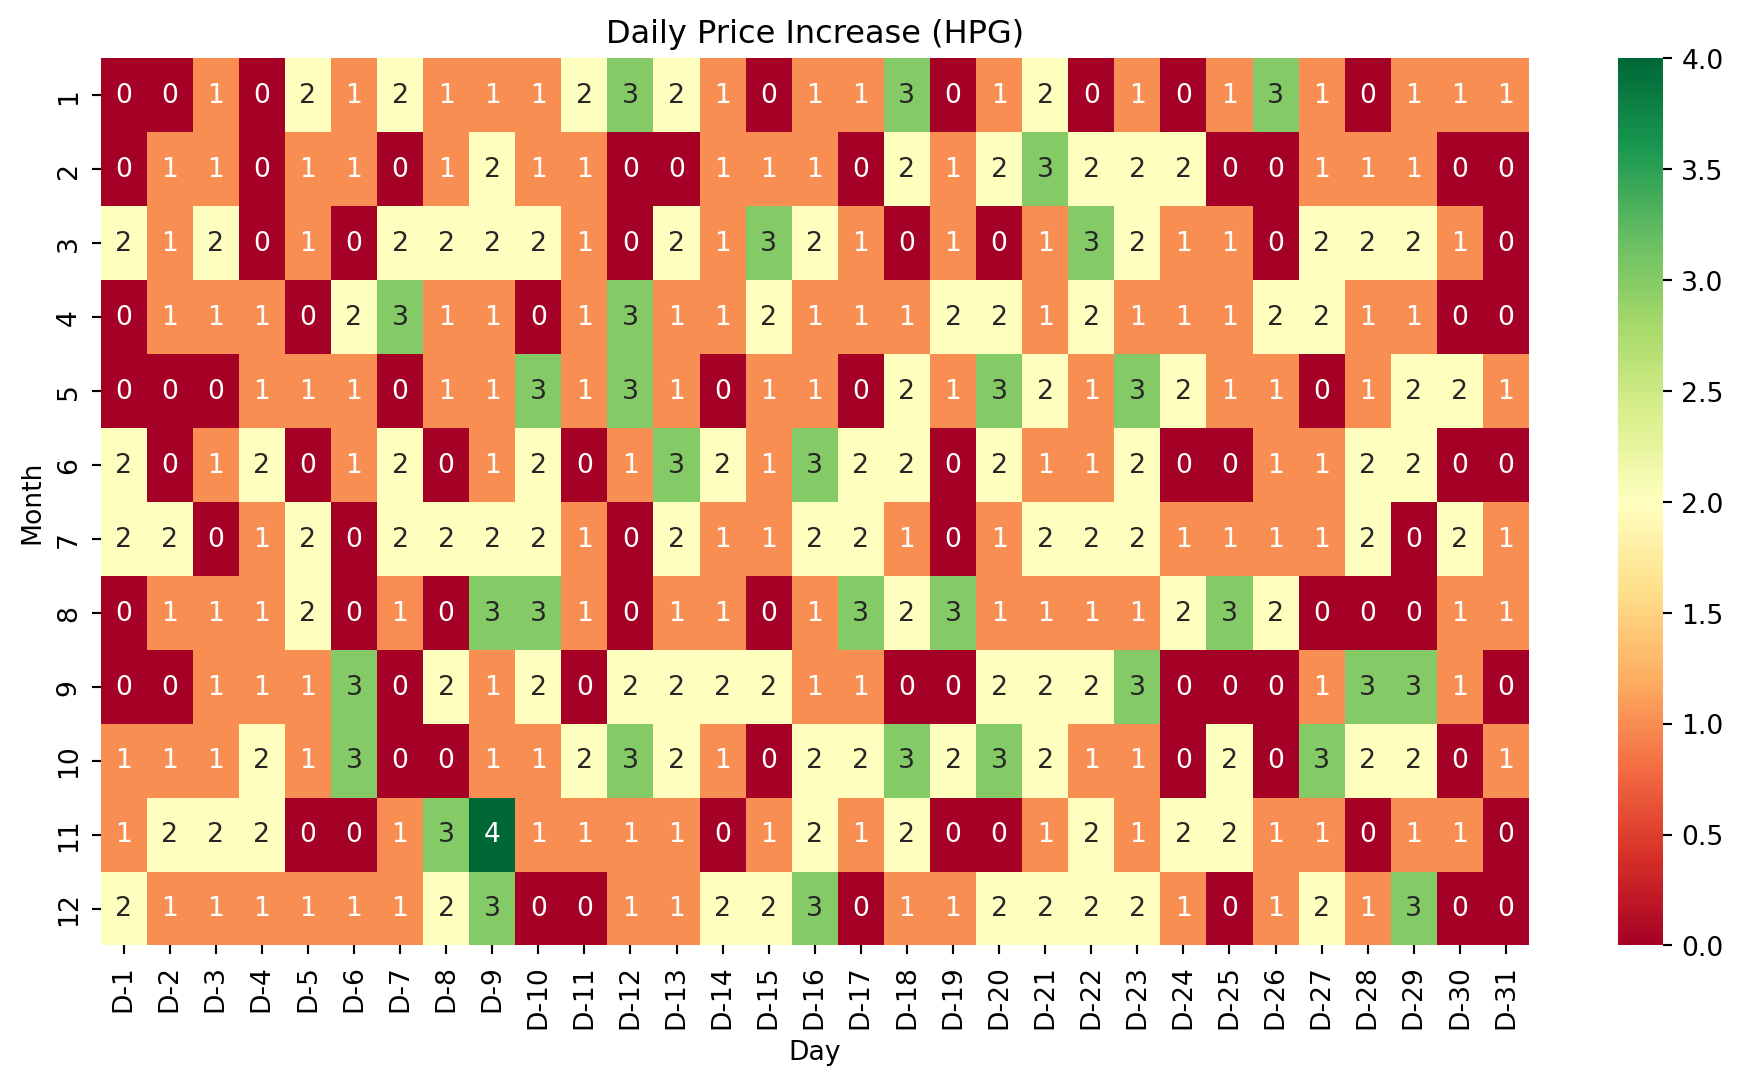 Daily Price Increase (HPG)
1 0 0 1 0 2 1 2 1 1 1 2 3 2 1 0 1 1 3 0 1 2 0 1 0 1 3 1 0 1 1 1
2 0 1 1 0 1 1 0 1 2 1 1 0 0 1 1 1 0 2 1 2 3 2 2 2 0 0 1 1 1 0 0
3 2 1 2 0 1 0 2 2 2 2 1 0 2 1 3 2 1 0 1 0 1 3 2 1 1 0 2 2 2 1 0
4 0 1 1 1 0 2 3 1 1 0 1 3 1 1 2 1 1 1 2 2 1 2 1 1 1 2 2 1 1 0 0
5 0 0 0 1 1 1 0 1 1 3 1 3 1 0 1 1 0 2 1 3 2 1 3 2 1 1 0 1 2 2 1
6 2 0 1 2 0 1 2 0 1 2 0 1 3 2 1 3 2 2 0 2 1 1 2 0 0 1 1 2 2 0 0
7 2 2 0 1 2 0 2 2 2 2 1 0 2 1 1 2 2 1 0 1 2 2 2 1 1 1 1 2 0 2 1
8 0 1 1 1 2 0 1 0 3 3 1 0 1 1 0 1 3 2 3 1 1 1 1 2 3 2 0 0 0 1 1
9 0 0 1 1 1 3 0 2 1 2 0 2 2 2 2 1 1 0 0 2 2 2 3 0 0 0 1 3 3 1 0
10 1 1 1 2 1 3 0 0 1 1 2 3 2 1 0 2 2 3 2 3 2 1 1 0 2 0 3 2 2 0 1
11 1 2 2 2 0 0 1 3 4 1 1 1 1 0 1 2 1 2 0 0 1 2 1 2 2 1 1 0 1 1 0
12 2 1 1 1 1 1 1 2 3 0 0 1 1 2 2 3 0 1 1 2 2 2 2 1 0 1 2 1 3 0 0
Month
D-1 D-2 D-3 D-4 D-5 D-6 D-7 D-8 D-9 D-10 D-11 D-12 D-13 D-14 D-15 D-16 D-17 D-18 D-19 D-20 D-21 D-22 D-23 D-24 D-25 D-26 D-27 D-28 D-29 D-30 D-31
Day
4.0
3.5
3.0
2.5
2.0
1.5
1.0
0.5
0.0